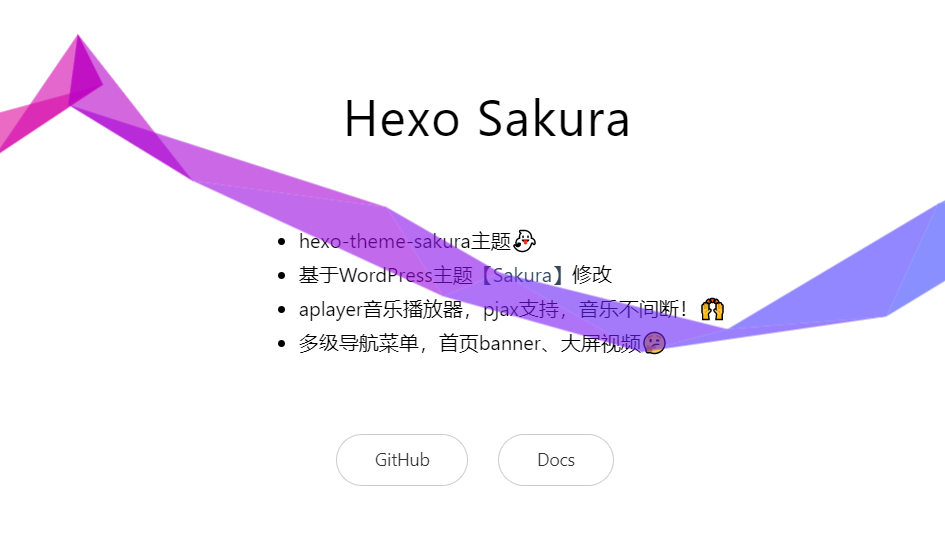 Hexo Sakura
hexo-theme-sakura主题👻
基于WordPress主题【Sakura】修改
aplayer音乐播放器，pjax支持，音乐不间断！🙌
多级导航菜单，首页banner、大屏视频😕
GitHub
Docs